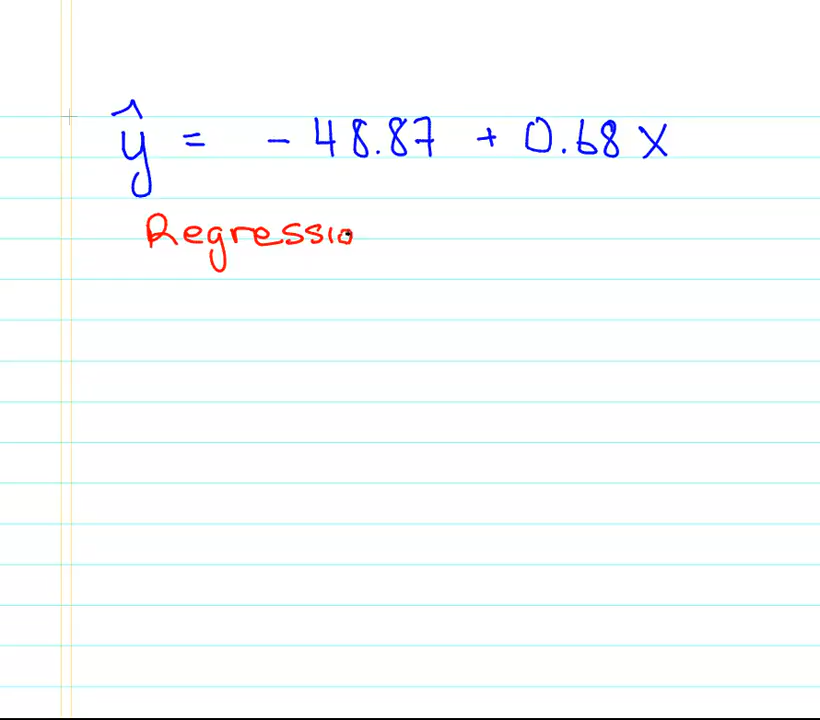 ŷ = - 48.87 + 0.68 X
Regressio